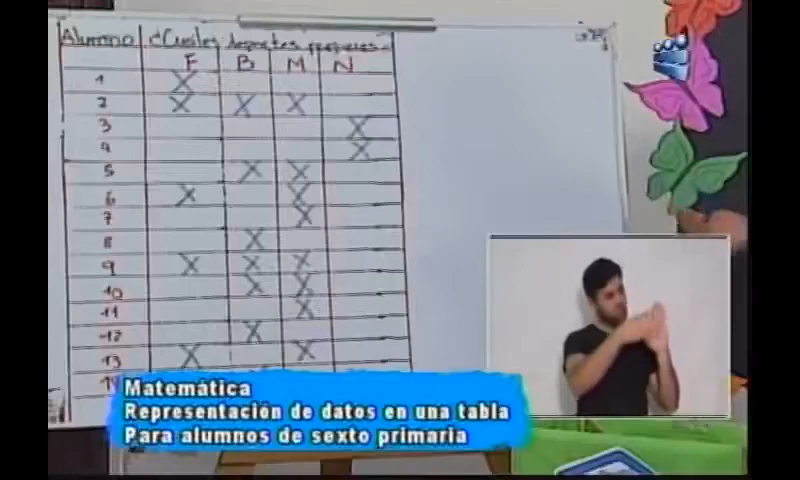 Alumno ¿Cuales deportes prefieres
F B M N
1 X
2 X X X
3 X
4 X
5 X X
6 X X
7 X
8 X
9 X X X
10 X X
11 X
12 X
13 X X
Matemática
Representación de datos en una tabla
Para alumnos de sexto primaria